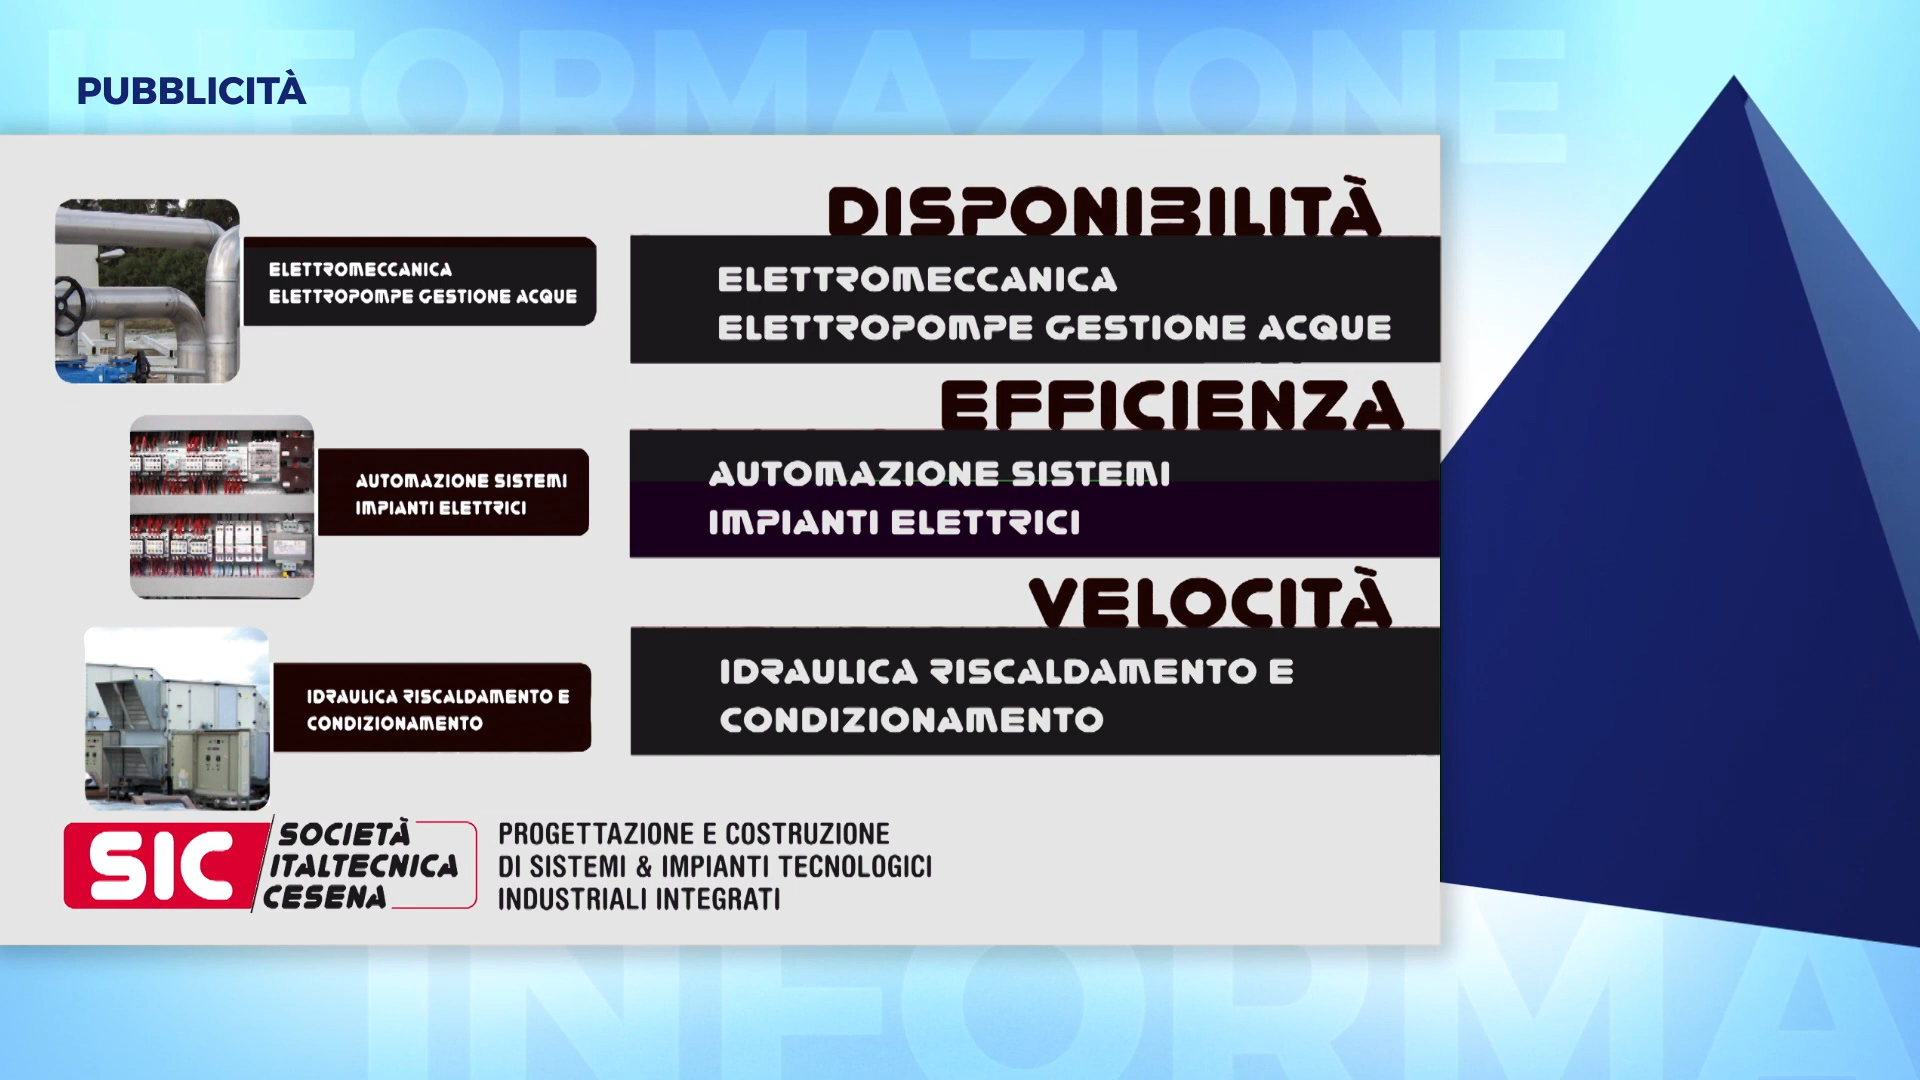 INFORMAZIONE
PUBBLICITÀ
DISPONIBILITÀ
ELETTROMECCANICA
ELETTROPOMPE GESTIONE ACQUE
ELETTROMECCANICA
ELETTROPOMPE GESTIONE ACQUE
EFFICIENZA
AUTOMAZIONE SISTEMI
IMPIANTI ELETTRICI
AUTOMAZIONE SISTEMI
IMPIANTI ELETTRICI
VELOCITÀ
IDRAULICA RISCALDAMENTO E
CONDIZIONAMENTO
IDRAULICA RISCALDAMENTO E
CONDIZIONAMENTO
SIC
SOCIETÀ
ITALTECNICA
CESENA
PROGETTAZIONE E COSTRUZIONE
DI SISTEMI & IMPIANTI TECNOLOGICI
INDUSTRIALI INTEGRATI
INFORMA